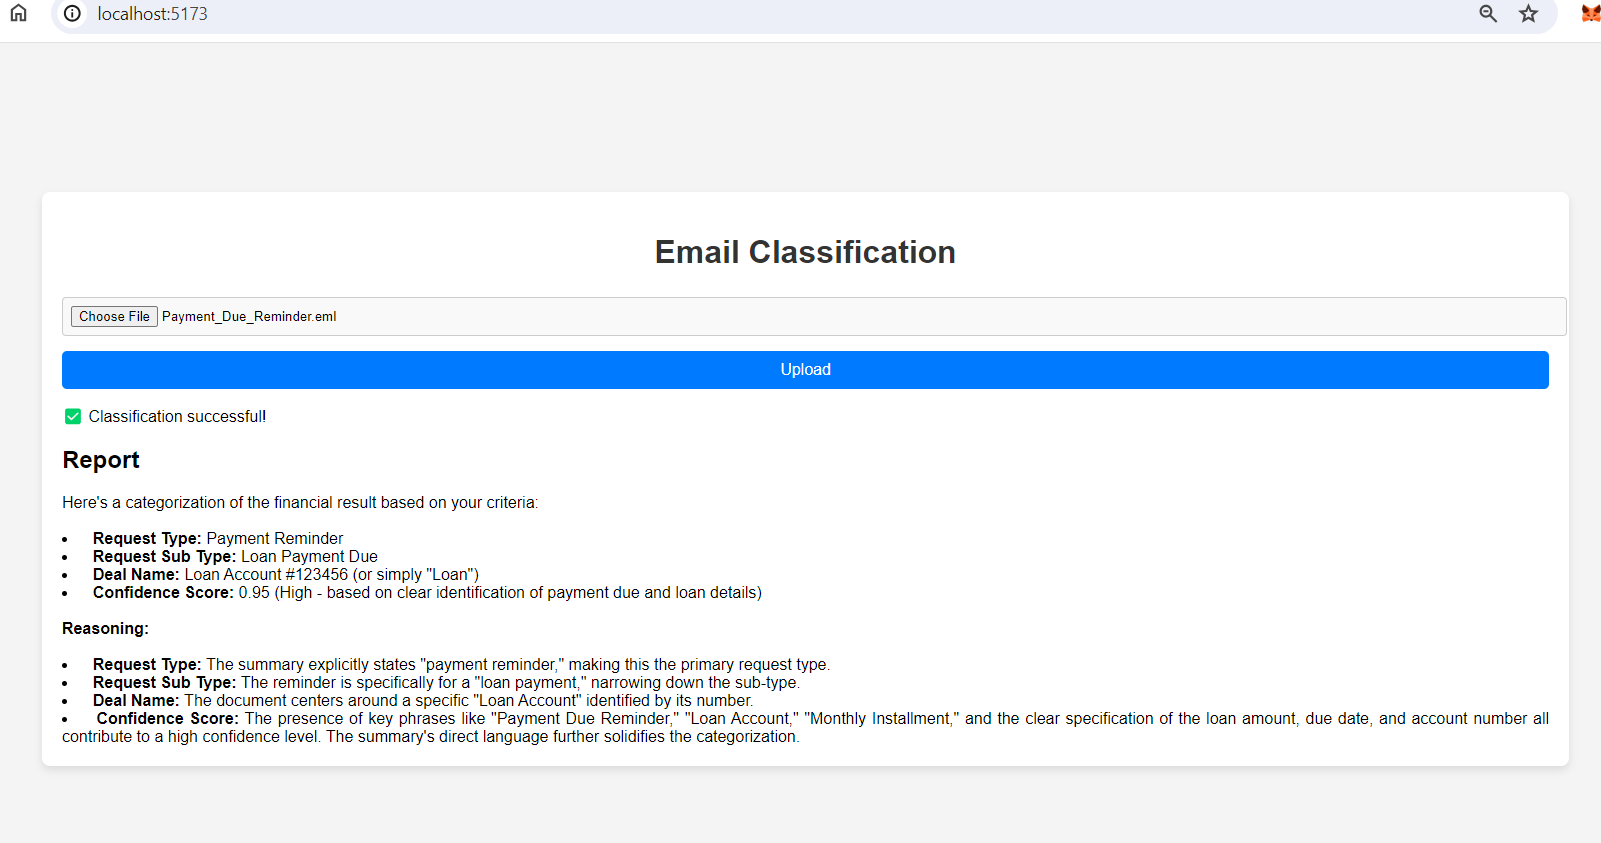 localhost:5173
Email Classification
Choose File Payment_Due_Reminder.eml
Upload
Classification successful!
Report
Here's a categorization of the financial result based on your criteria:
• Request Type: Payment Reminder
• Request Sub Type: Loan Payment Due
• Deal Name: Loan Account #123456 (or simply "Loan")
• Confidence Score: 0.95 (High - based on clear identification of payment due and loan details)
Reasoning:
• Request Type: The summary explicitly states "payment reminder," making this the primary request type.
• Request Sub Type: The reminder is specifically for a "loan payment," narrowing down the sub-type.
• Deal Name: The document centers around a specific "Loan Account" identified by its number.
• Confidence Score: The presence of key phrases like "Payment Due Reminder," "Loan Account," "Monthly Installment," and the clear specification of the loan amount, due date, and account number all
contribute to a high confidence level. The summary's direct language further solidifies the categorization.